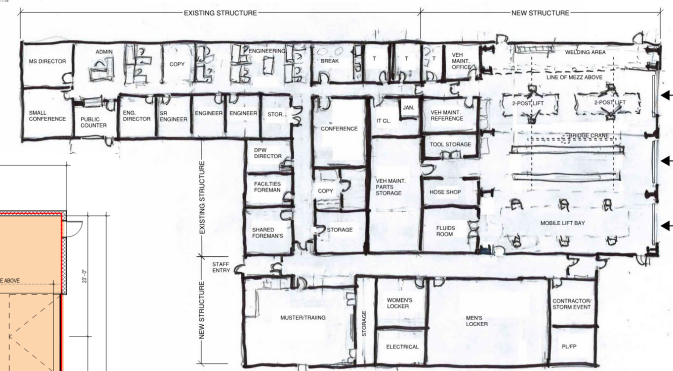 EXISTING STRUCTURE
NEW STRUCTURE
MS DIRECTOR
ADMIN
COPY
ENGINEERING
BREAK
T
T
T
VEH
MAINT.
OFFICE
WELDING AREA
LINE OF MEZZ ABOVE
SMALL
CONFERENCE
PUBLIC
COUNTER
ENG.
DIRECTOR
SR
ENGINEER
ENGINEER
ENGINEER
STOR.
CONFERENCE
IT CL.
JAN.
VEH MAINT
REFERENCE
2-POST LIFT
2-POST LIFT
BRIDGE CRANE
TOOL STORAGE
DPW
DIRECTOR
FACILTIES
FOREMAN
COPY
VEH MAINT.
PARTS
STORAGE
HOSE SHOP
EXISTING STRUCTURE
SHARED
FOREMAN'S
STORAGE
FLUIDS
ROOM
MOBILE LIFT BAY
STAFF
ENTRY
NEW STRUCTURE
MUSTER/TRAIING
STORAGE
WOMEN'S
LOCKER
ELECTRICAL
MEN'S
LOCKER
CONTRACTOR/
STORM EVENT
PL/FP
E ABOVE
22'-0"